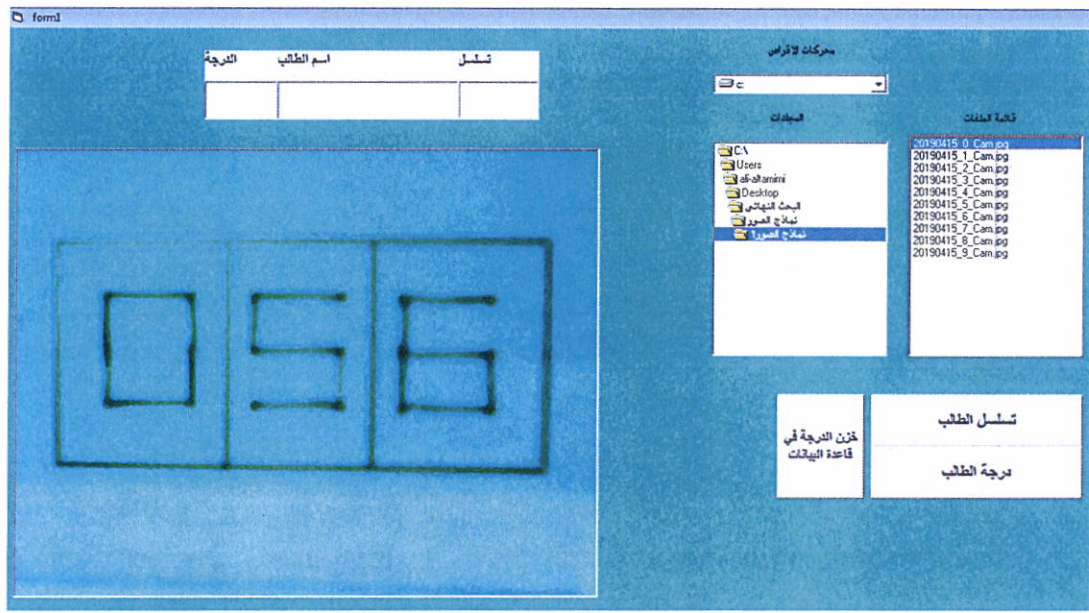 form1
محركات الاقراص
تسلسل اسم الطالب الدرجة
c:
المجلدات
قائمة الملفات
C:\
Users
ali-altamimi
Desktop
البحث النهائي
نماذج الصور
نماذج الصور1
20190415_0_Cam.jpg
20190415_1_Cam.jpg
20190415_2_Cam.jpg
20190415_3_Cam.jpg
20190415_4_Cam.jpg
20190415_5_Cam.jpg
20190415_6_Cam.jpg
20190415_7_Cam.jpg
20190415_8_Cam.jpg
20190415_9_Cam.jpg
056
تسلسل الطالب
درجة الطالب
خزن الدرجة في
قاعدة البيانات